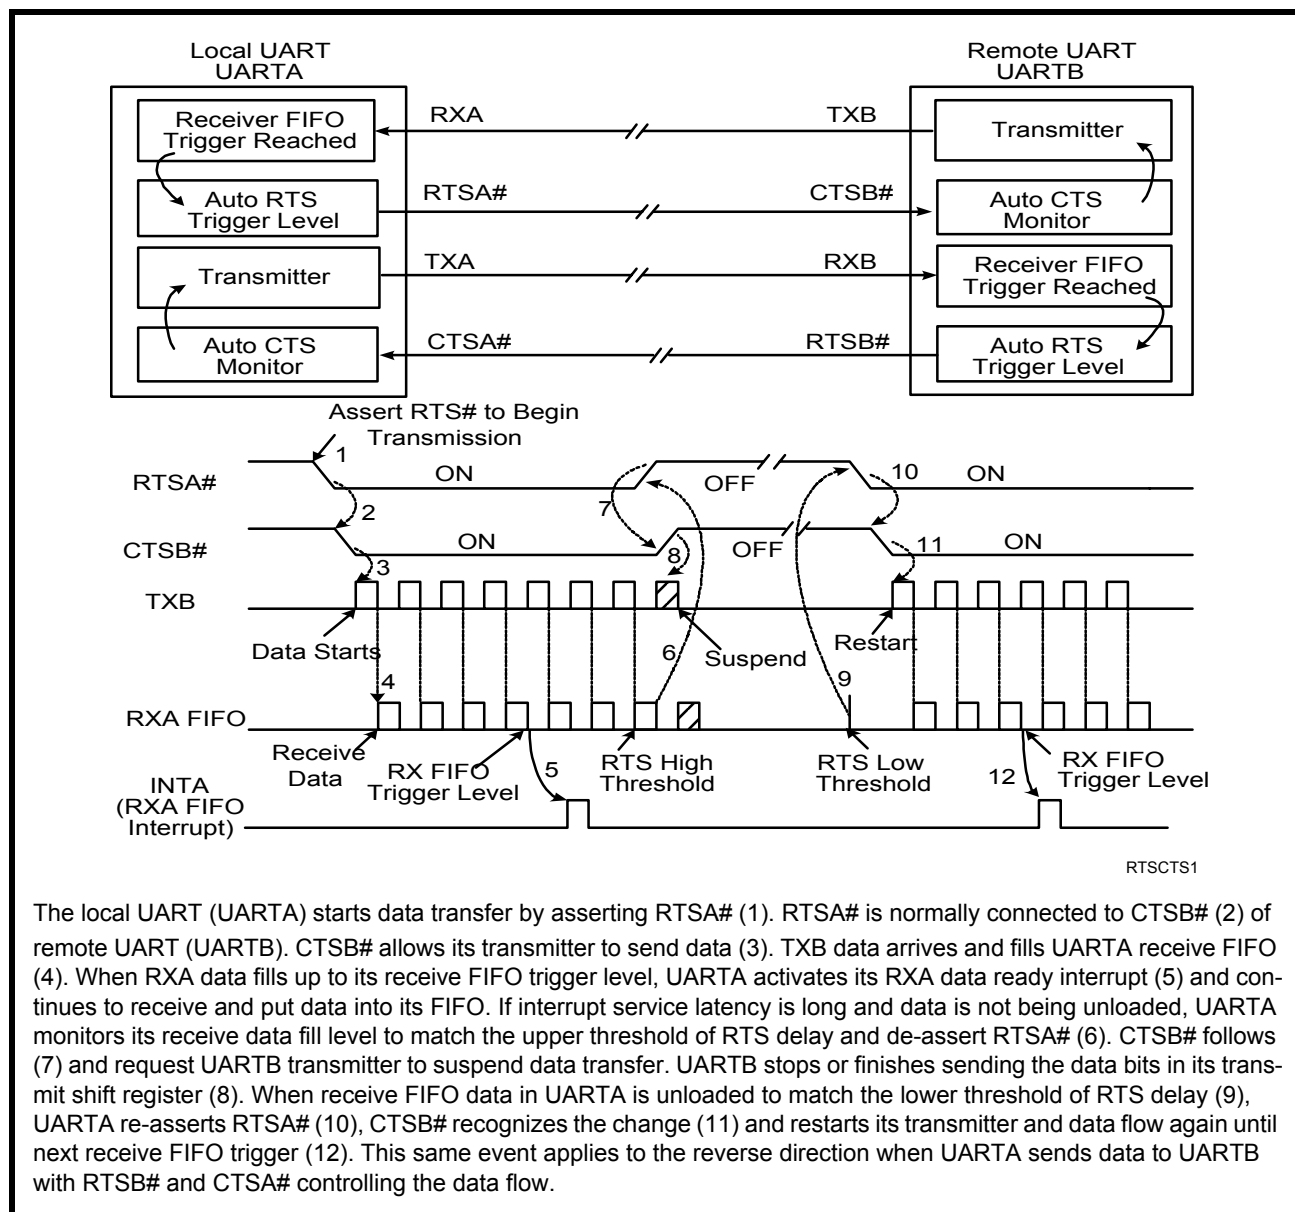 Local UART
UARTA
Remote UART
UARTB
Receiver FIFO
Trigger Reached
RXA
TXB
Transmitter
Auto RTS
Trigger Level
RTSA#
CTSB#
Auto CTS
Monitor
Transmitter
TXA
RXB
Receiver FIFO
Trigger Reached
Auto CTS
Monitor
CTSA#
RTSB#
Auto RTS
Trigger Level
Assert RTS# to Begin
Transmission
1
RTSA#
ON
OFF
10
ON
2
7
CTSB#
ON
8
OFF
11
ON
3
TXB
Data Starts
6
Suspend
Restart
4
9
RXA FIFO
Receive
Data
RX FIFO
Trigger Level
5
RTS High
Threshold
RTS Low
Threshold
12
RX FIFO
Trigger Level
INTA
(RXA FIFO
Interrupt)
RTSCTS1
The local UART (UARTA) starts data transfer by asserting RTSA# (1). RTSA# is normally connected to CTSB# (2) of
remote UART (UARTB). CTSB# allows its transmitter to send data (3). TXB data arrives and fills UARTA receive FIFO
(4). When RXA data fills up to its receive FIFO trigger level, UARTA activates its RXA data ready interrupt (5) and con-
tinues to receive and put data into its FIFO. If interrupt service latency is long and data is not being unloaded, UARTA
monitors its receive data fill level to match the upper threshold of RTS delay and de-assert RTSA# (6). CTSB# follows
(7) and request UARTB transmitter to suspend data transfer. UARTB stops or finishes sending the data bits in its trans-
mit shift register (8). When receive FIFO data in UARTA is unloaded to match the lower threshold of RTS delay (9),
UARTA re-asserts RTSA# (10), CTSB# recognizes the change (11) and restarts its transmitter and data flow again until
next receive FIFO trigger (12). This same event applies to the reverse direction when UARTA sends data to UARTB
with RTSB# and CTSA# controlling the data flow.